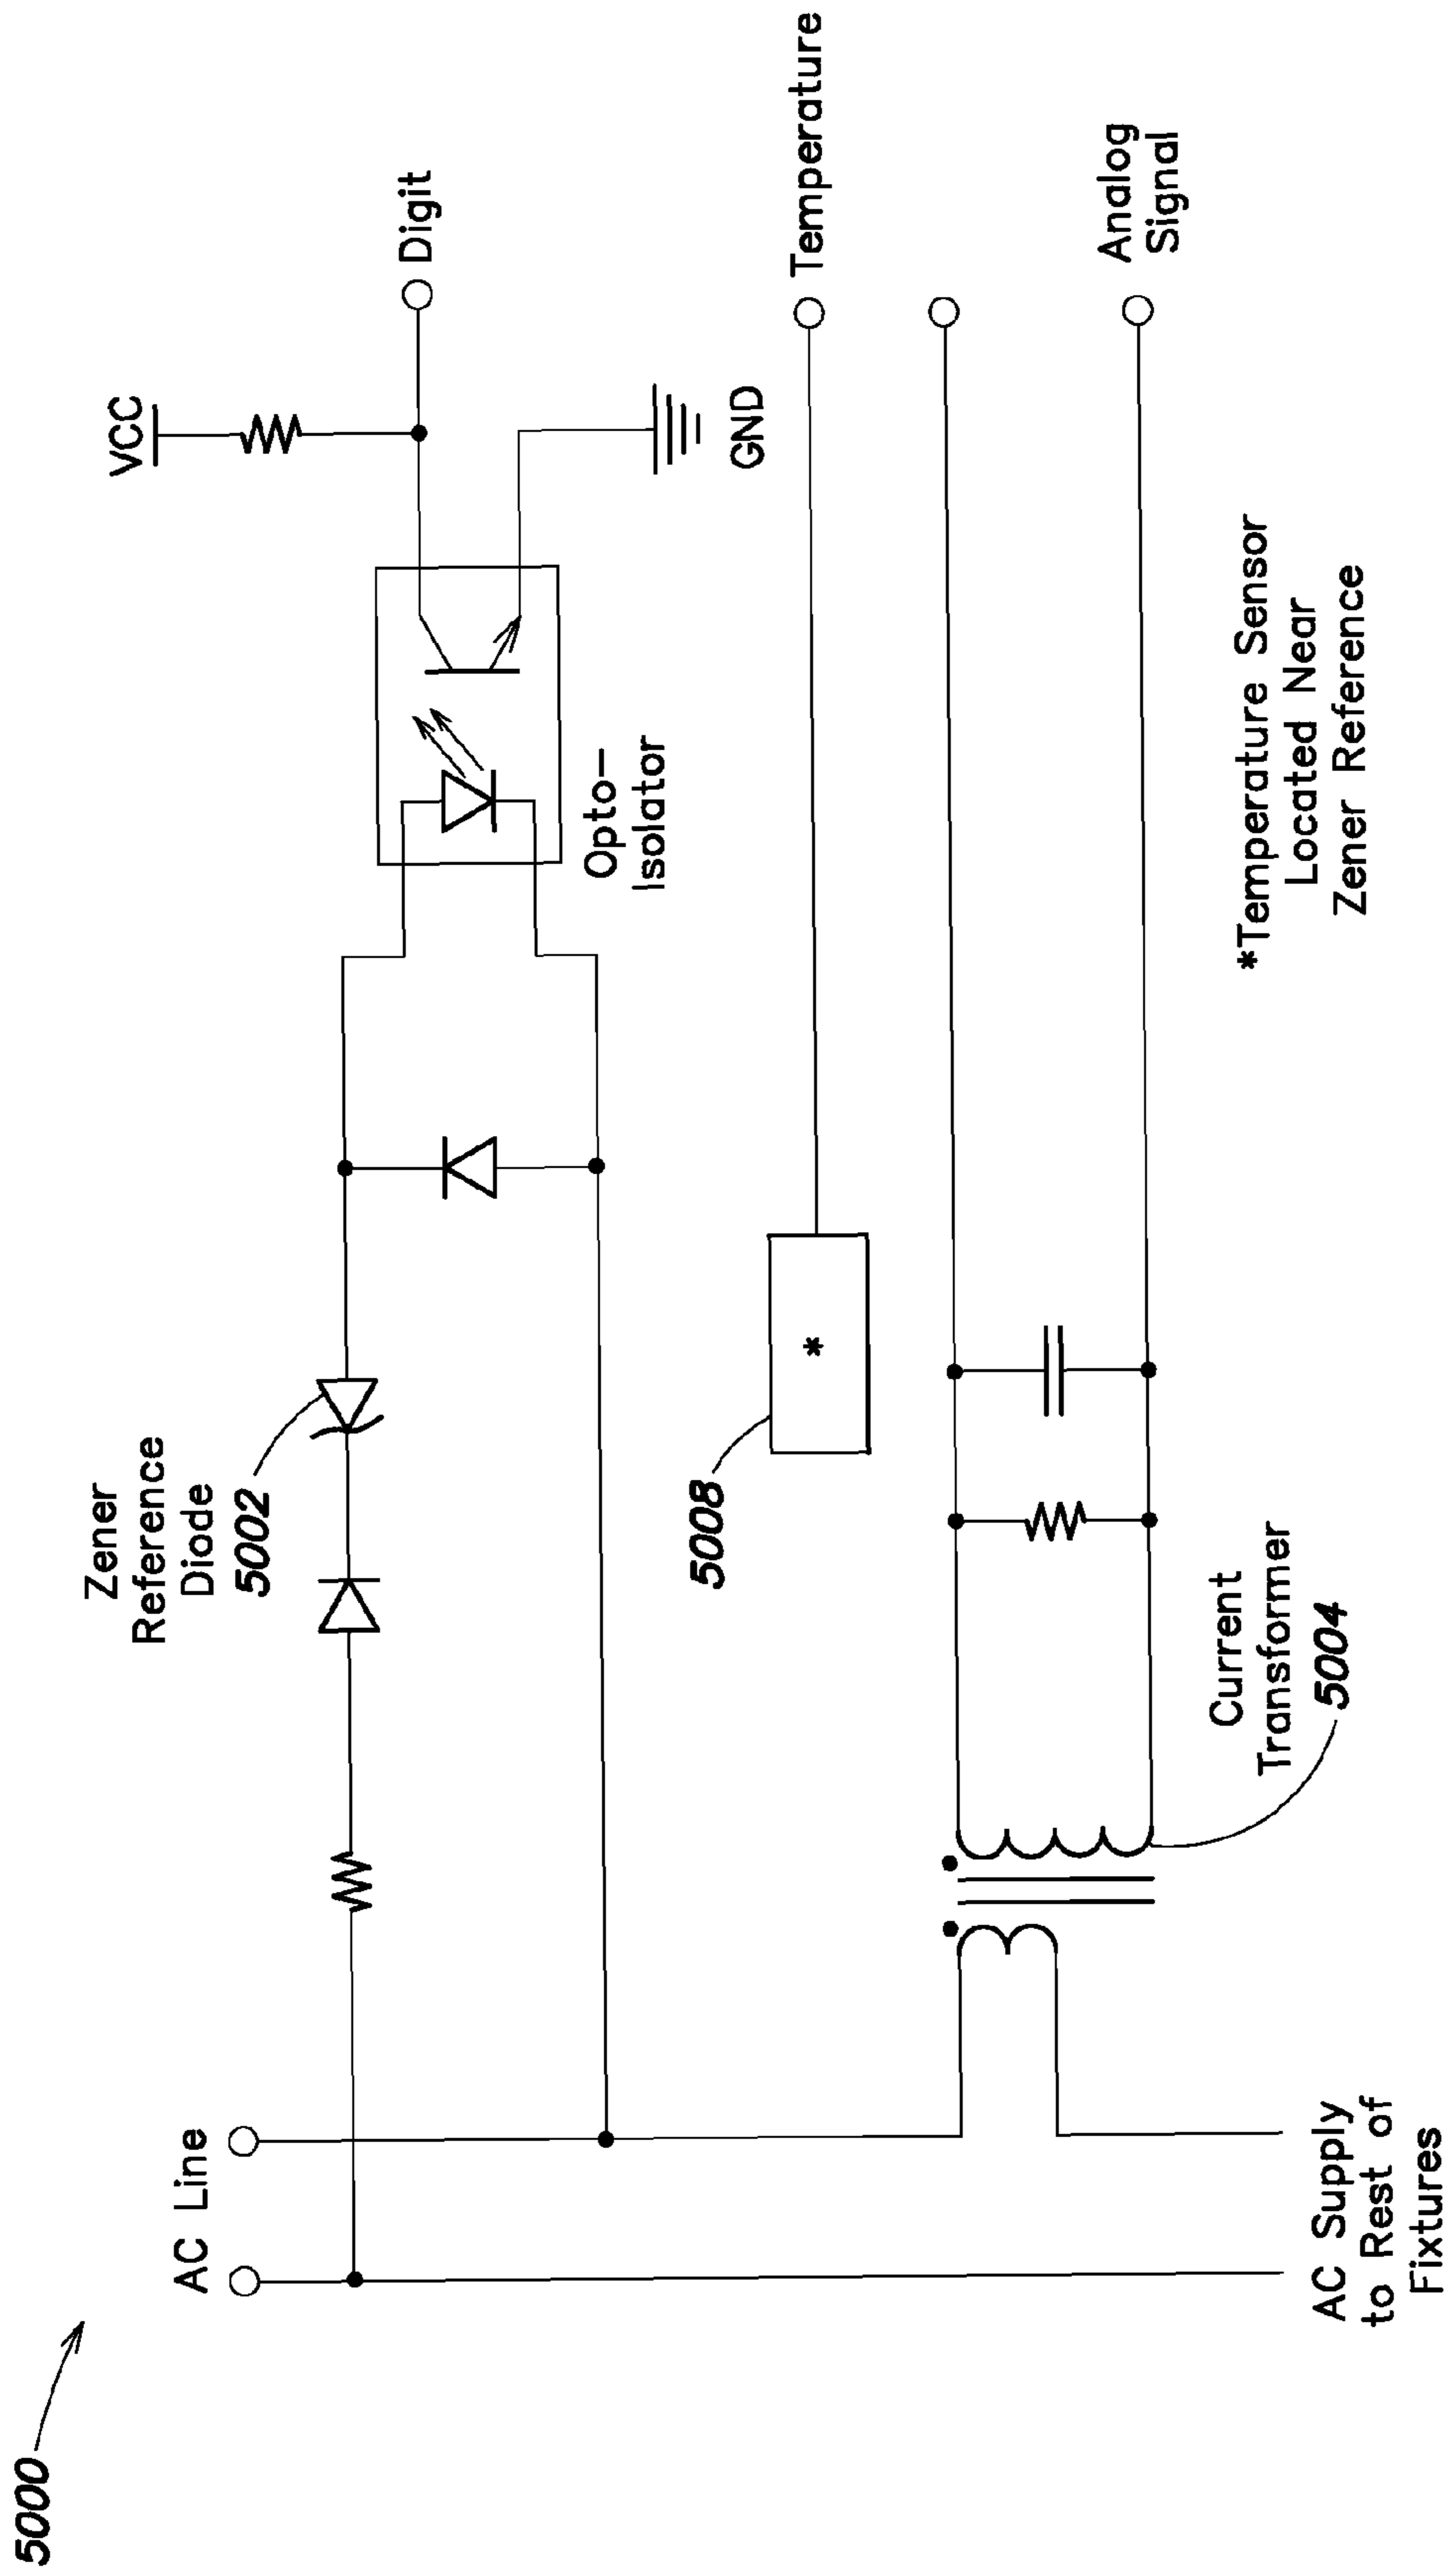 5000
AC Line
Zener
Reference
Diode
5002
VCC
Digit
GND
Opto-
Isolator
5008
*
Temperature
Analog
Signal
Current
Transformer
5004
AC Supply
to Rest of
Fixtures
*Temperature Sensor
Located Near
Zener Reference